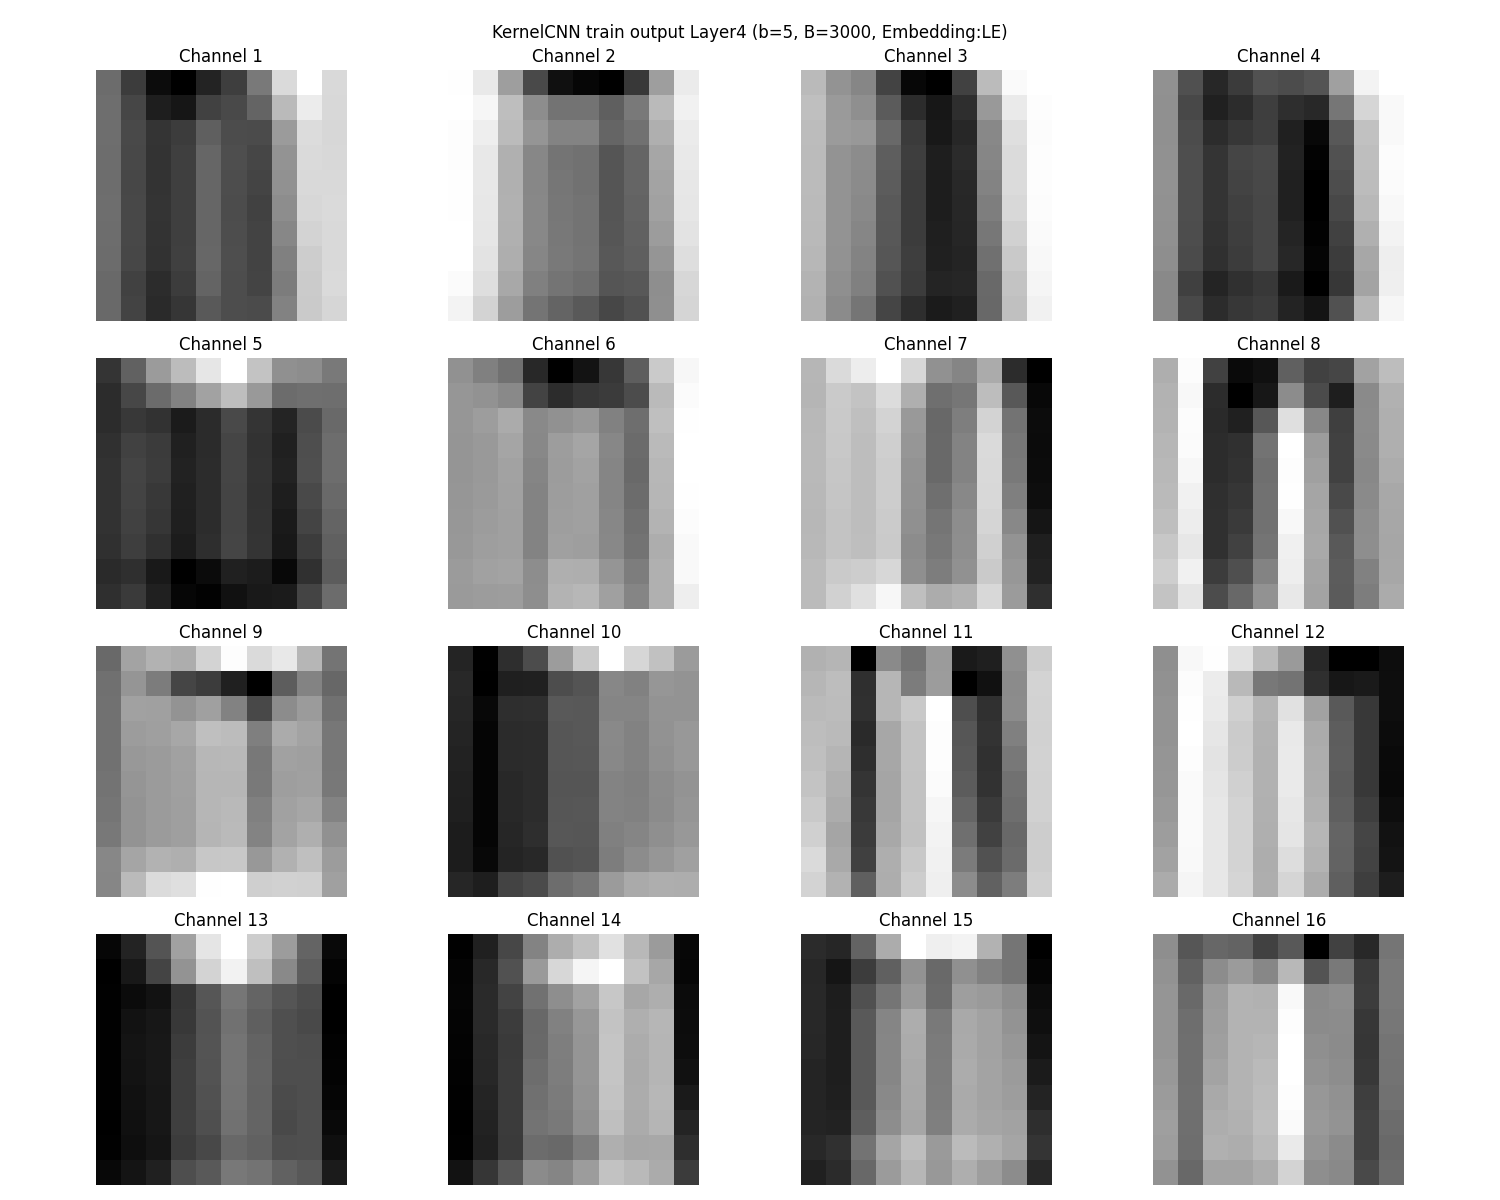 KernelCNN train output Layer4 (b=5, B=3000, Embedding:LE)
Channel 1
Channel 2
Channel 3
Channel 4
Channel 5
Channel 6
Channel 7
Channel 8
Channel 9
Channel 10
Channel 11
Channel 12
Channel 13
Channel 14
Channel 15
Channel 16